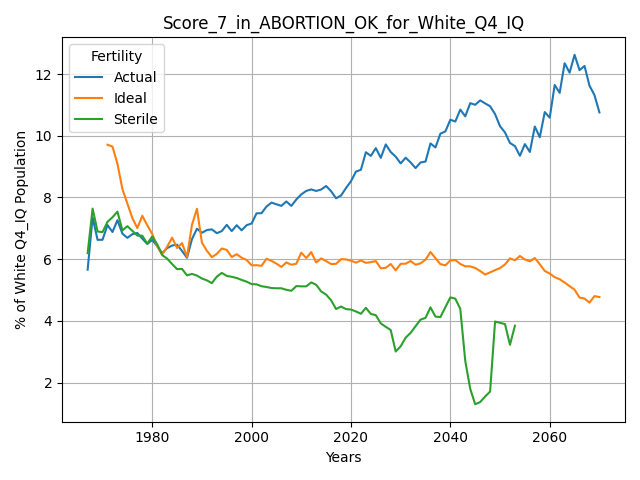 Score_7_in_ABORTION_OK_for_White_Q4_IQ
Fertility
Actual
Ideal
Sterile
% of White Q4_IQ Population
12
10
8
6
4
2
1980
2000
2020
2040
2060
Years